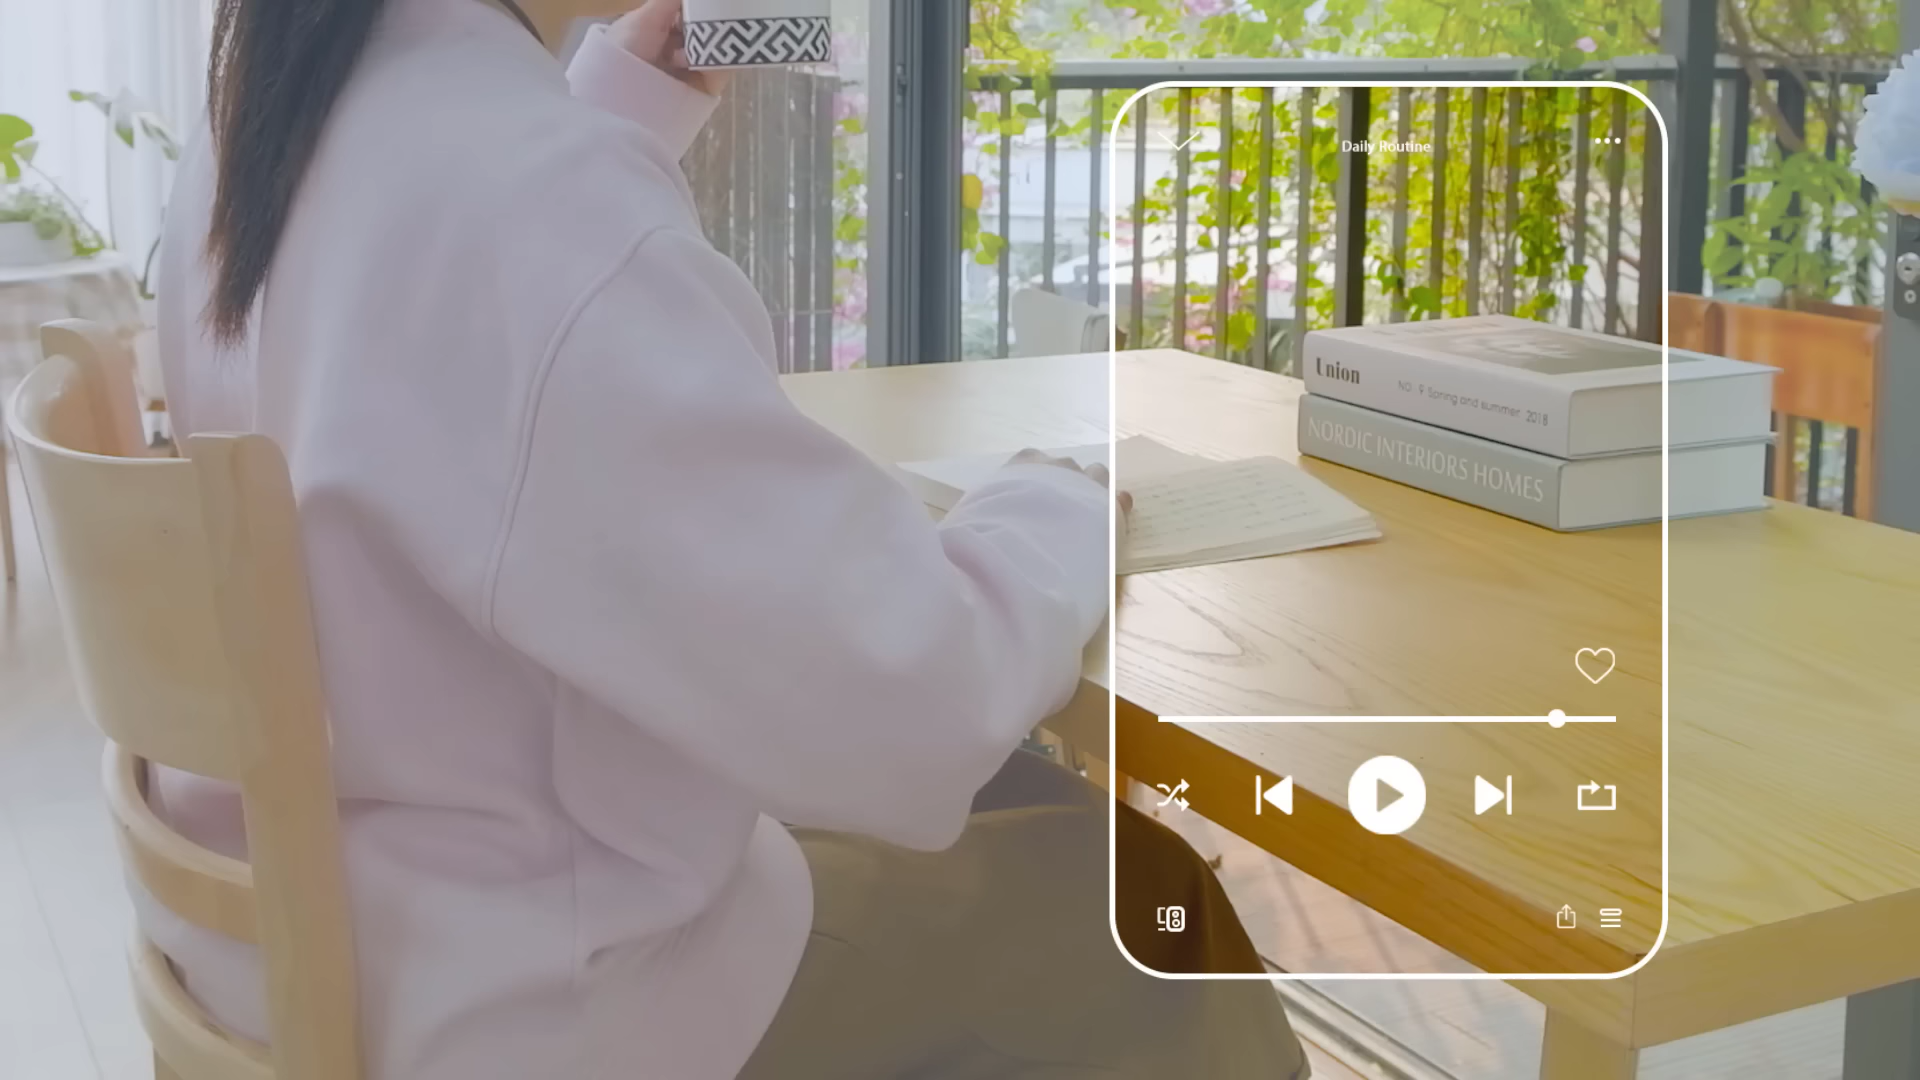 Daily Routine
Union
NO. 9 Spring and summer 2018
NORDIC INTERIORS HOMES